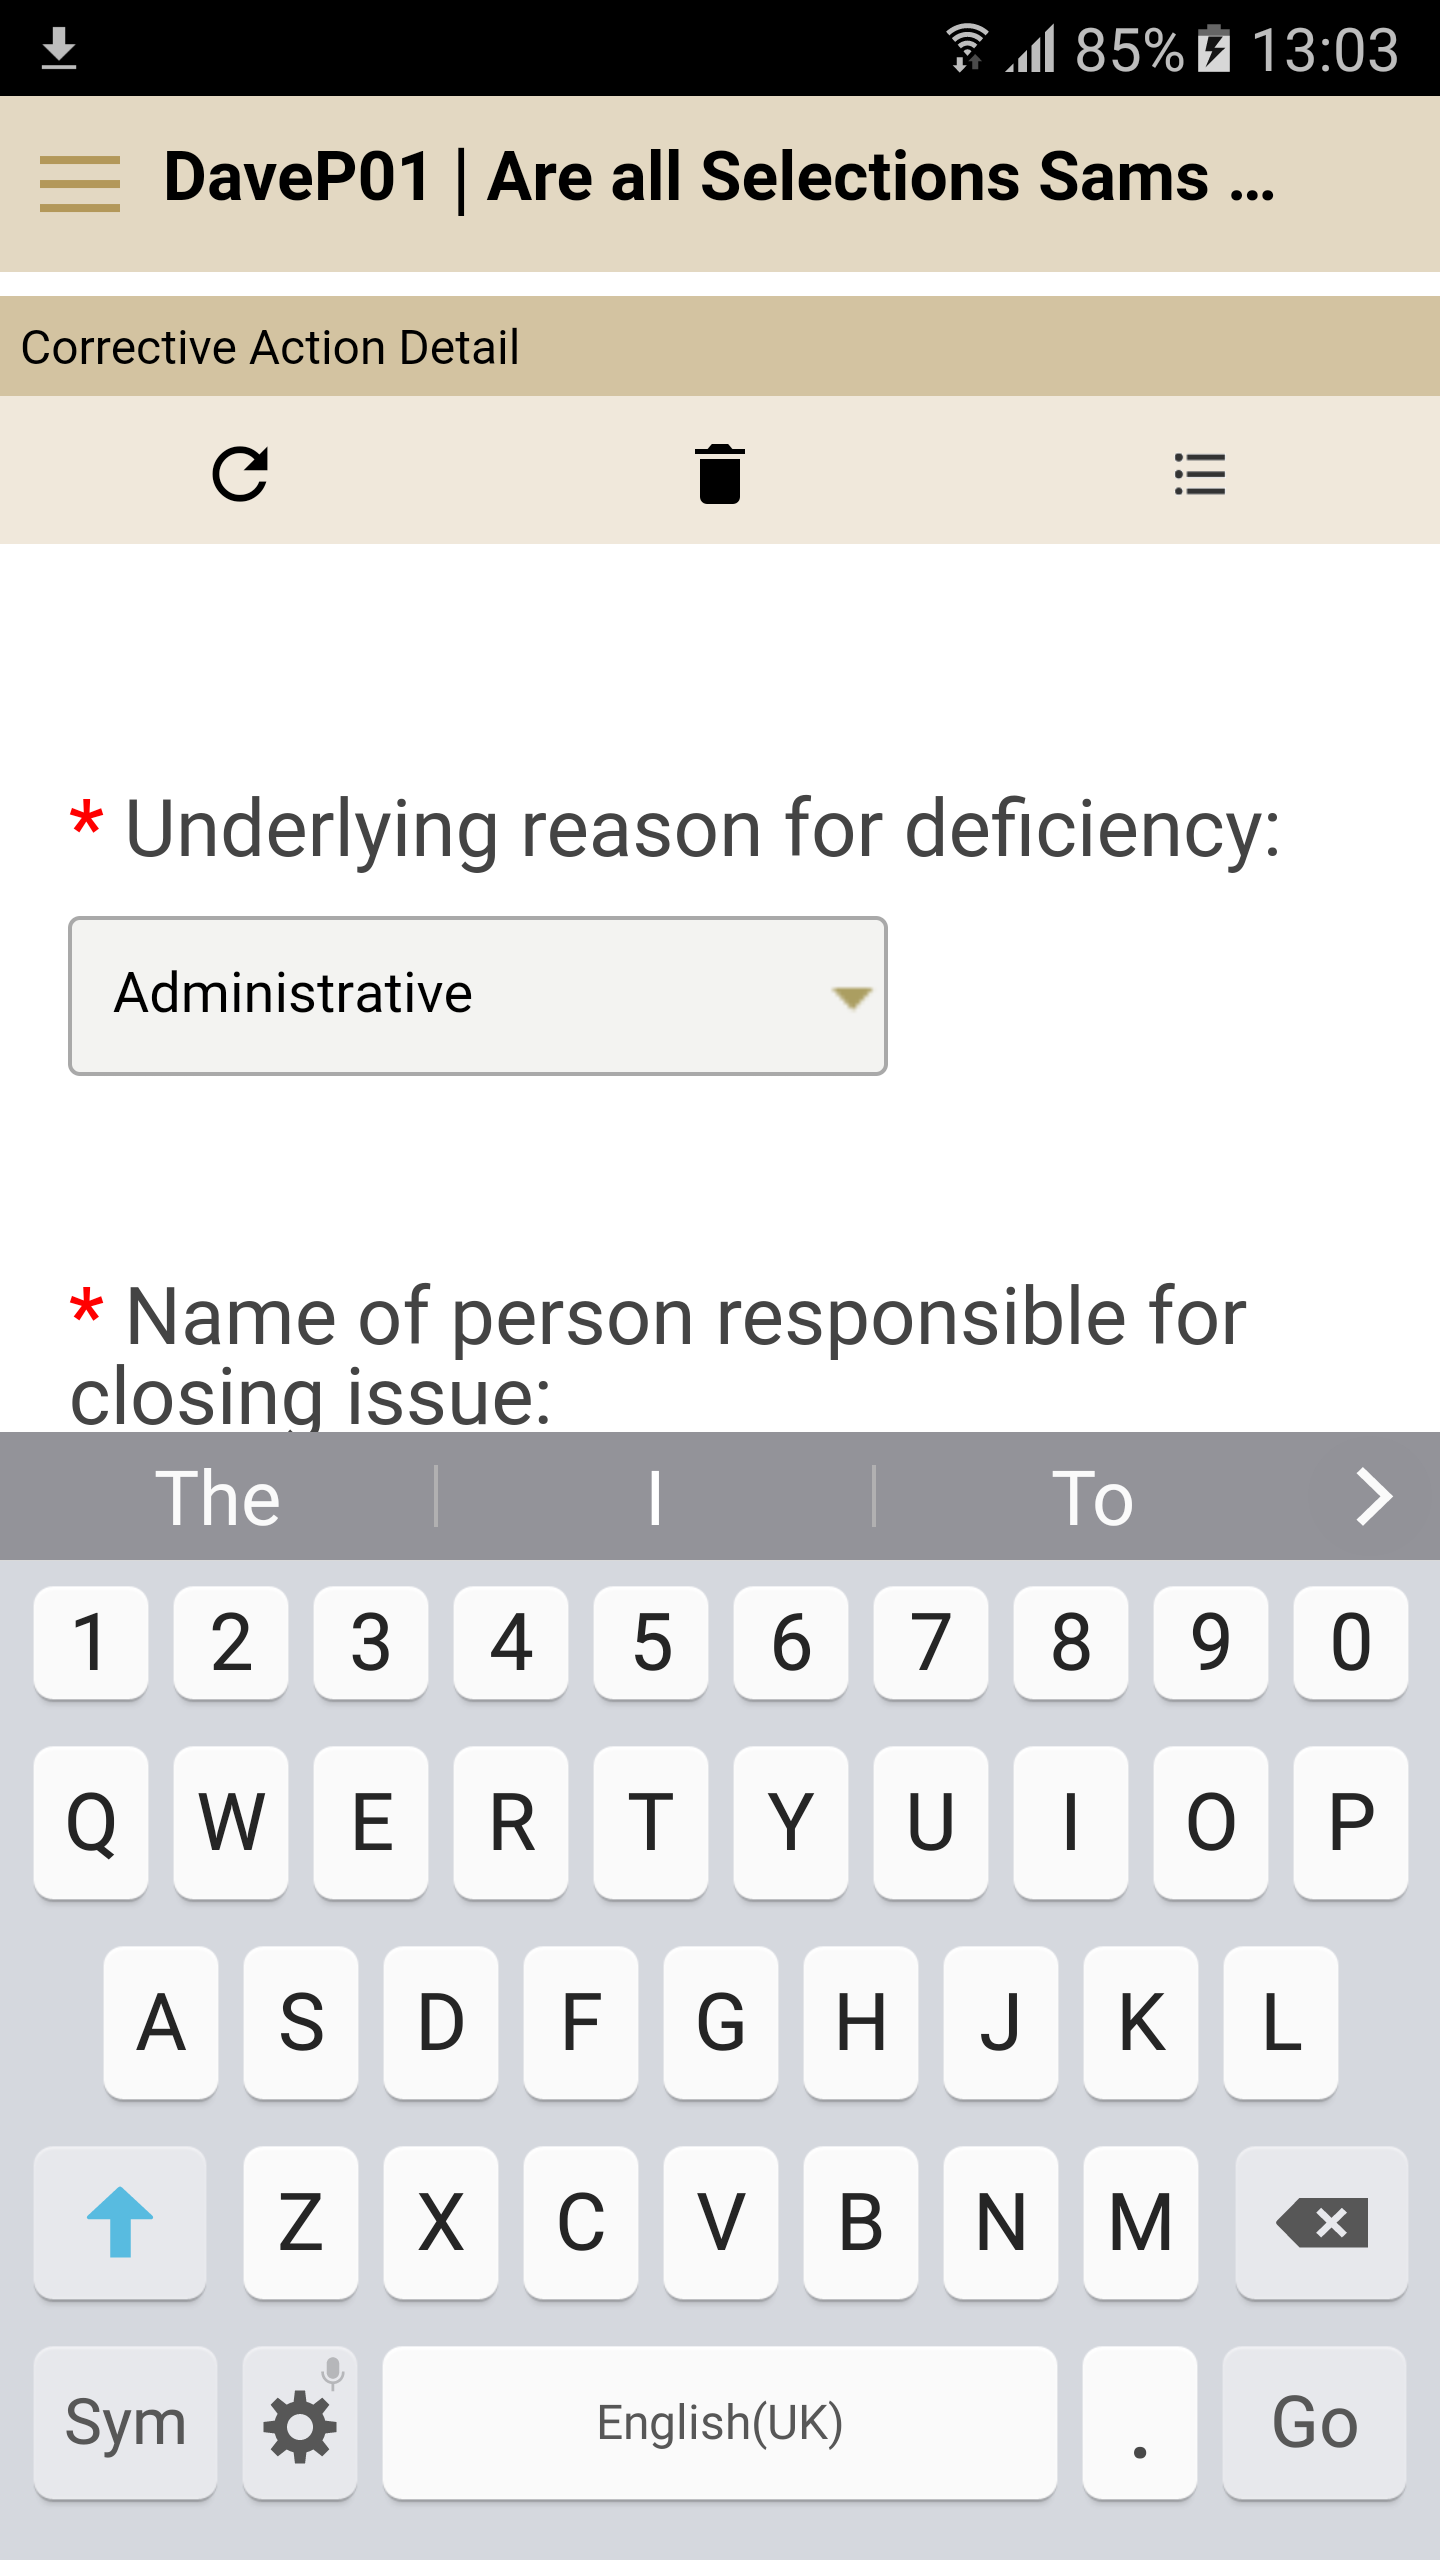 85% 13:03
DaveP01 | Are all Selections Sams ...
Corrective Action Detail
* Underlying reason for deficiency:
Administrative
* Name of person responsible for
closing issue:
The I To
1 2 3 4 5 6 7 8 9 0
Q W E R T Y U I O P
A S D F G H J K L
Z X C V B N M
Sym English(UK) . Go